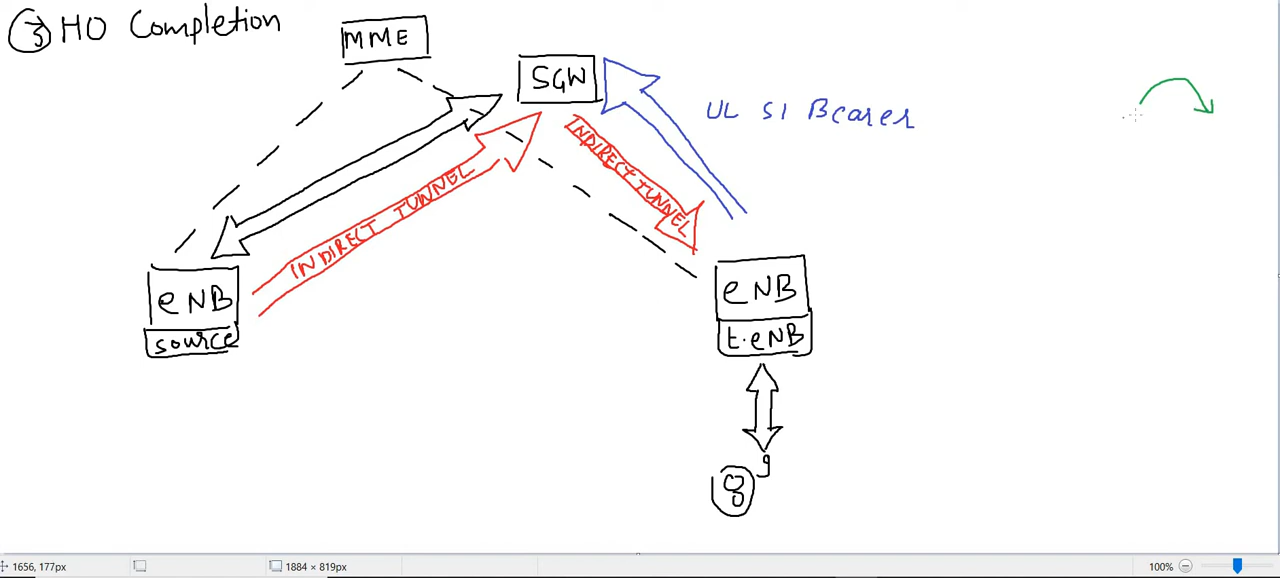 3 HO Completion
MME
SGW
UL S1 Bearer
INDIRECT TUNNEL
INDIRECT TUNNEL
eNB
source
eNB
t.eNB
1656, 177px
1884 × 819px
100%